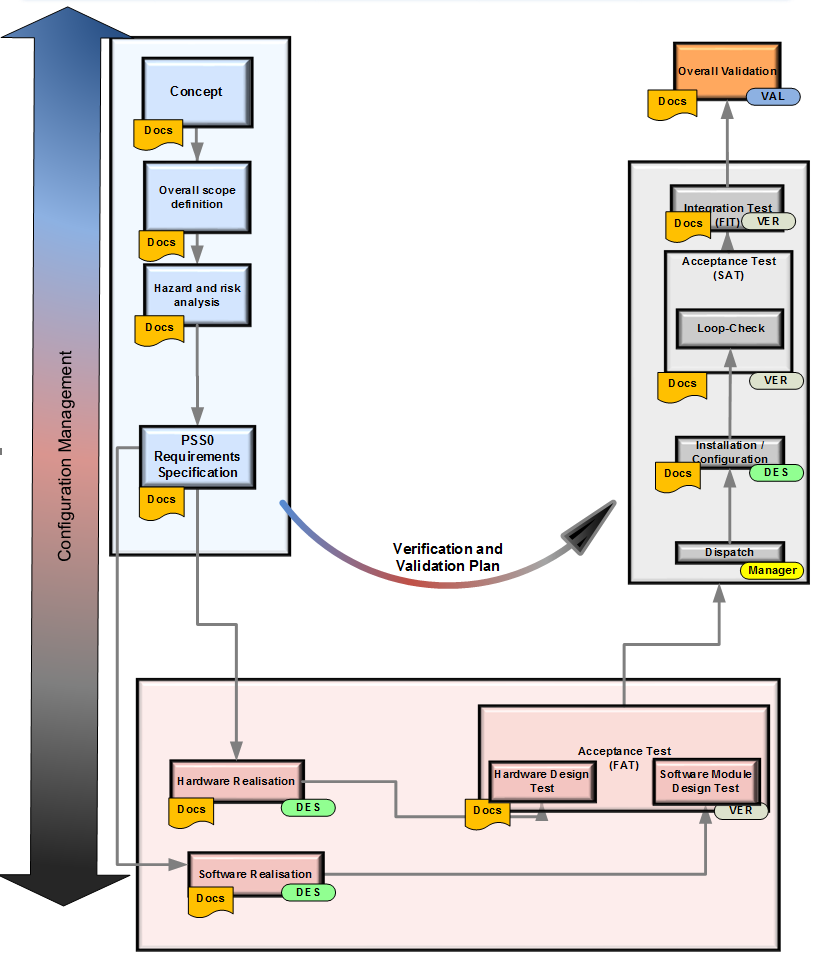 Configuration Management
Concept
Docs
Overall scope
definition
Docs
Hazard and risk
analysis
Docs
PSS0
Requirements
Specification
Docs
Verification and
Validation Plan
Overall Validation
VAL
Docs
Integration Test
(FIT)
VER
Docs
Acceptance Test
(SAT)
Loop-Check
VER
Docs
Installation /
Configuration
DES
Docs
Dispatch
Manager
Hardware Realisation
DES
Docs
Software Realisation
DES
Docs
Acceptance Test
(FAT)
Hardware Design
Test
Software Module
Design Test
Docs
VER